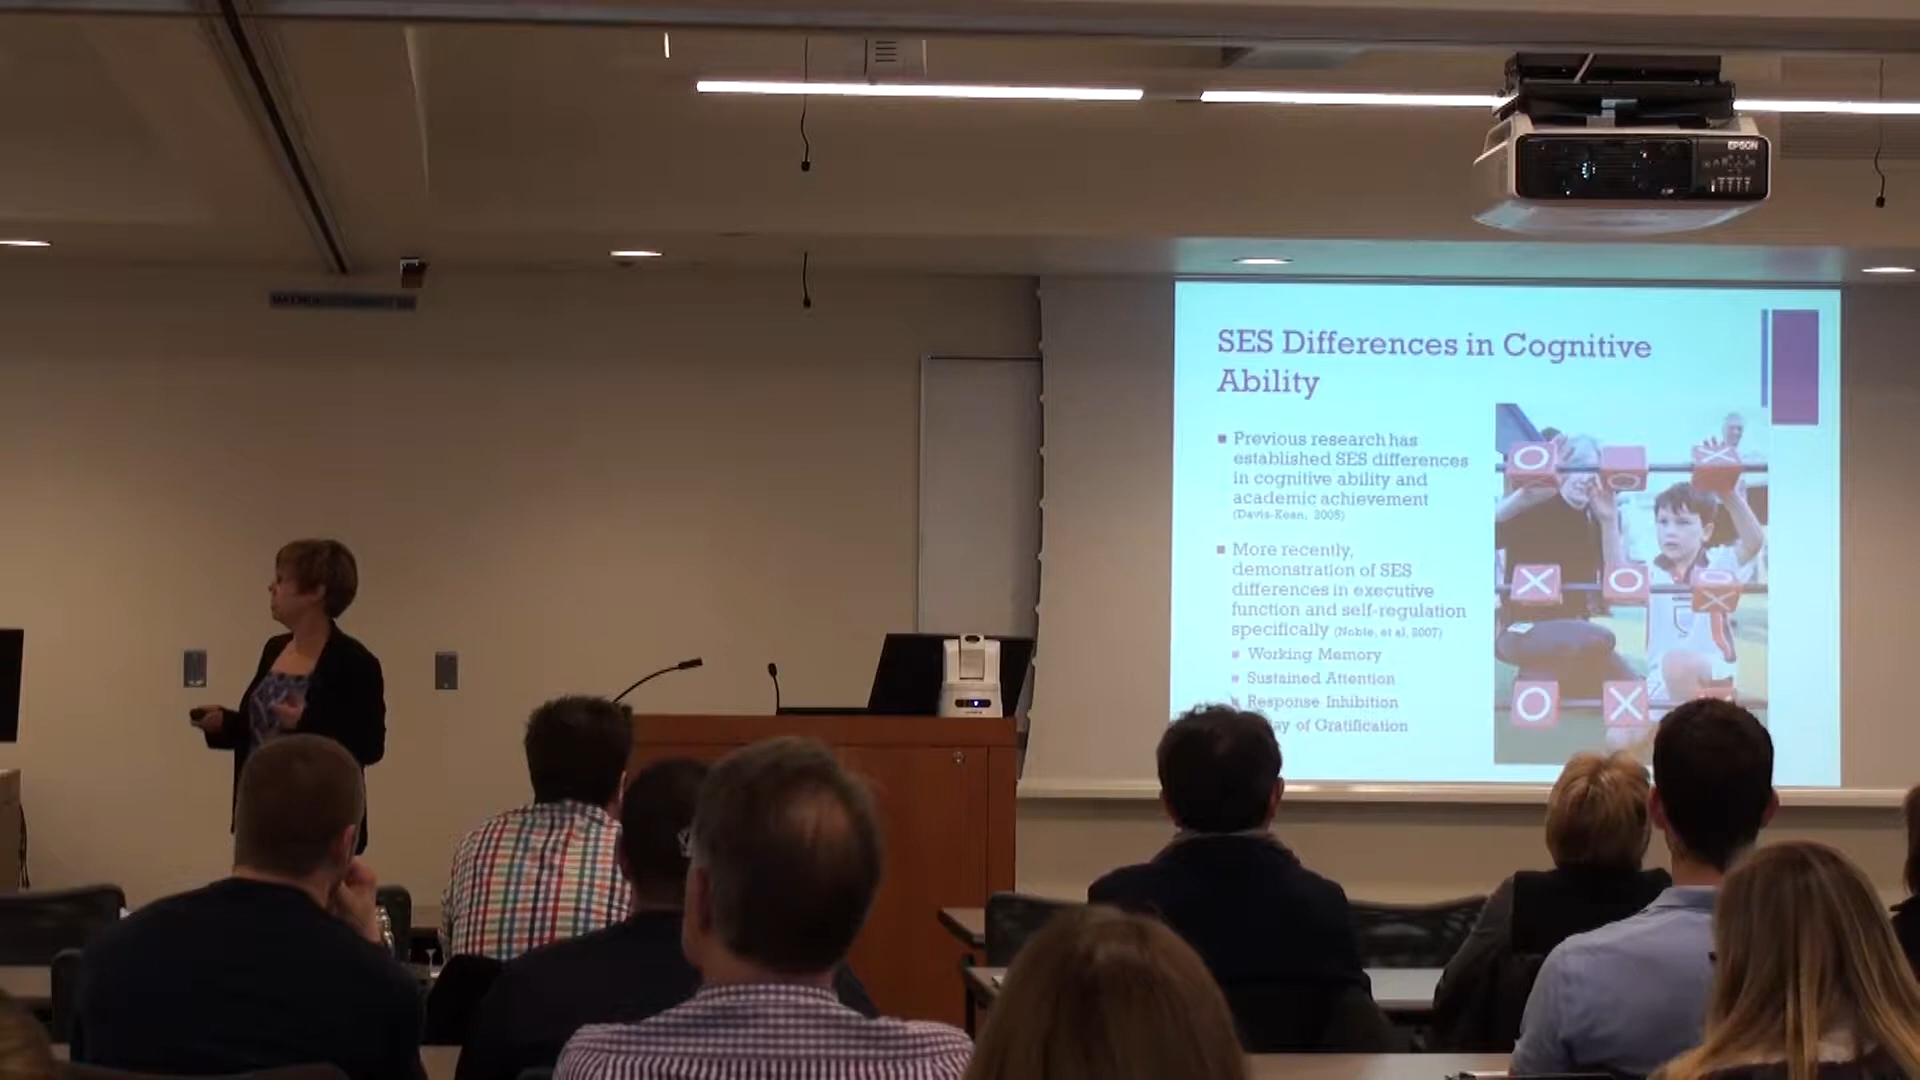 EPSON
SES Differences in Cognitive
Ability
Previous research has
established SES differences
in cognitive ability and
academic achievement
(Davis-Kean, 2005)
More recently,
demonstration of SES
differences in executive
function and self-regulation
specifically (Noble, et al, 2007)
Working Memory
Sustained Attention
Response Inhibition
of Gratification
O O X
X O O X
O X